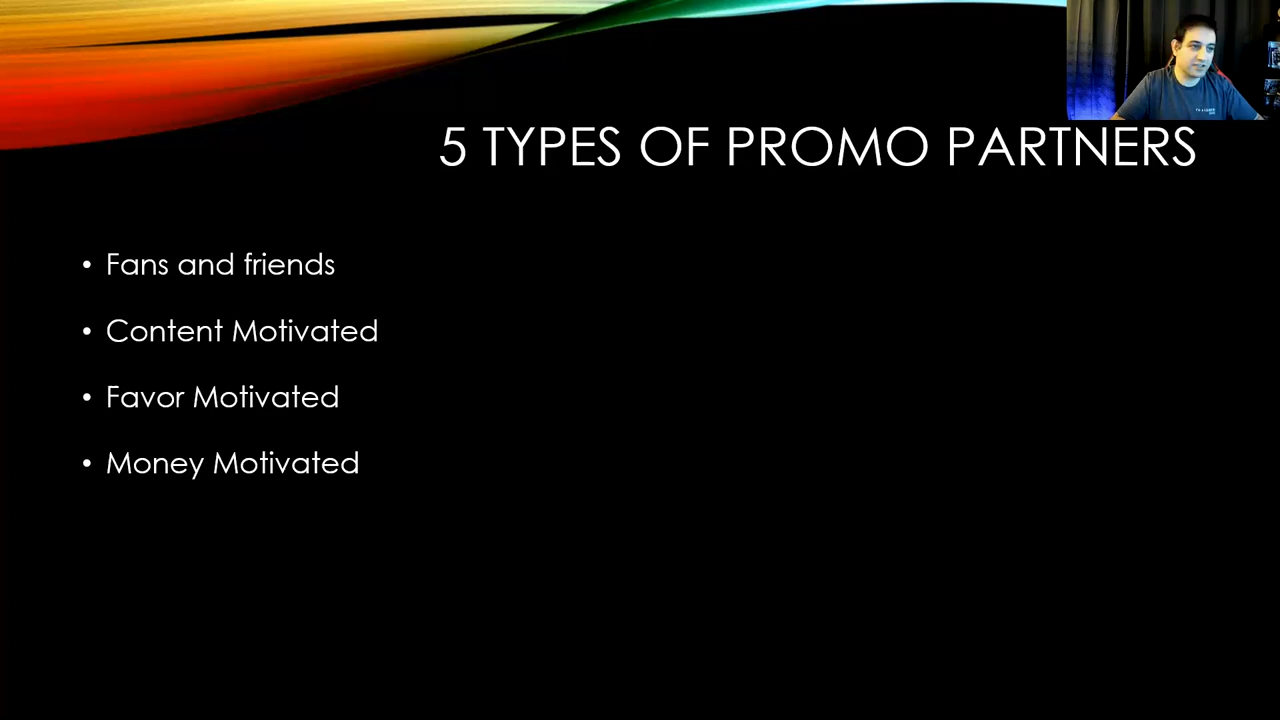 5 TYPES OF PROMO PARTNERS
• Fans and friends
• Content Motivated
• Favor Motivated
• Money Motivated